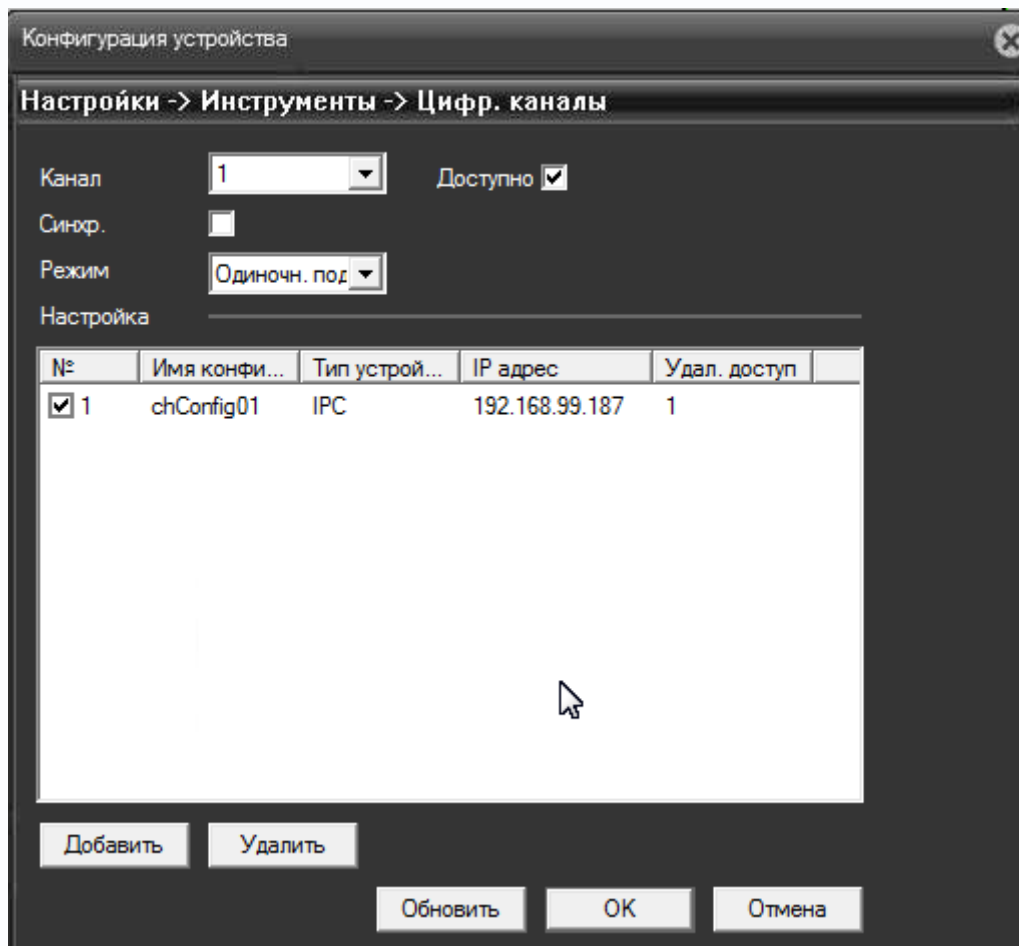 Конфигурация устройства
Настройки -> Инструменты -> Цифр. каналы
Канал 1 Доступно
Синхр.
Режим Одиночн. под
Настройка
№ Имя конфи... Тип устрой... IP адрес Удал. доступ
1 chConfig01 IPC 192.168.99.187 1
Добавить Удалить
Обновить OK Отмена